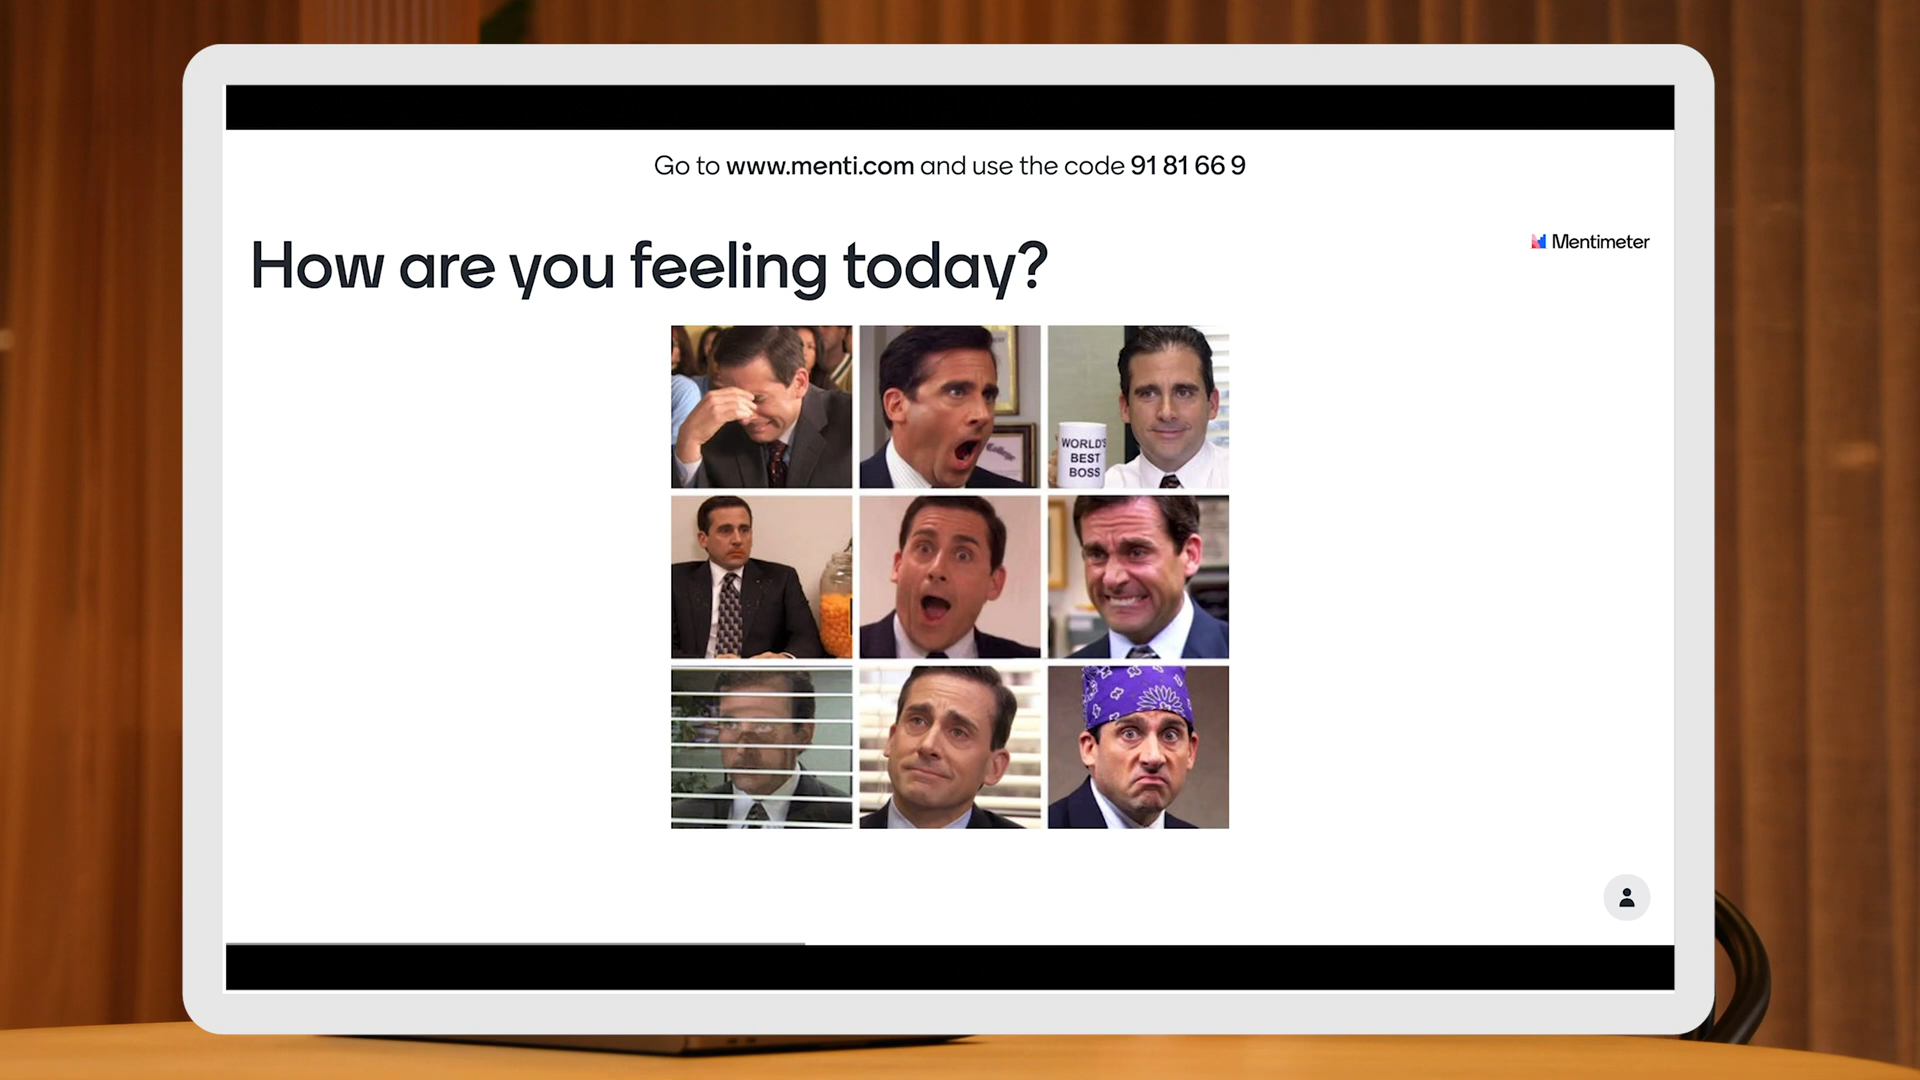 Go to www.menti.com and use the code 91 81 66 9
How are you feeling today?
Mentimeter
College
WORLD'S
BEST
BOSS